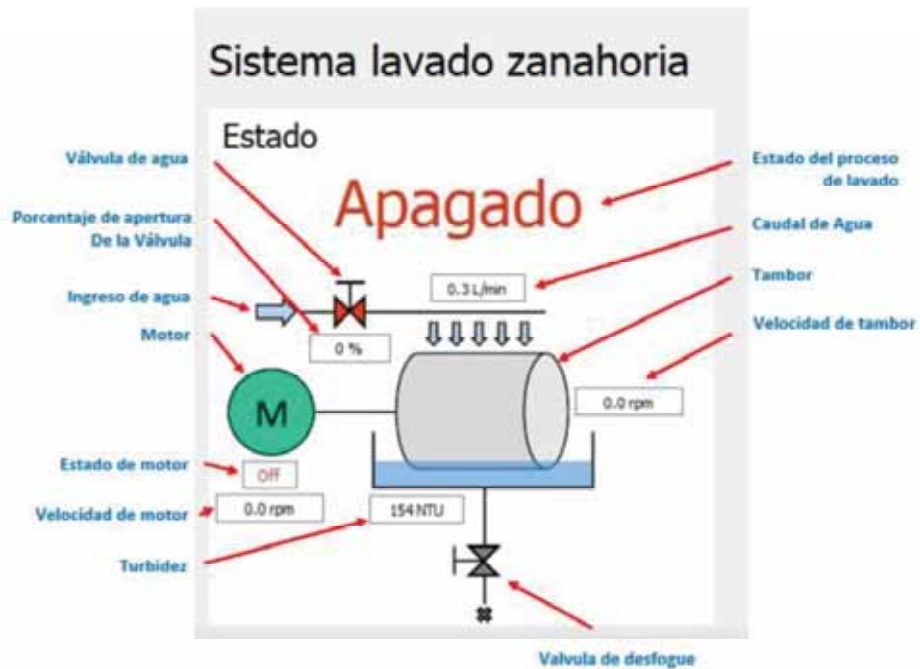 Sistema lavado zanahoria
Estado
Válvula de agua
Estado del proceso
de lavado
Apagado
Porcentaje de apertura
De la Válvula
Caudal de Agua
Tambor
Ingreso de agua
0.3 L/min
Velocidad de tambor
Motor
0 %
0.0 rpm
M
Estado de motor
Off
Velocidad de motor
0.0 rpm
154 NTU
Turbidez
Valvula de desfogue